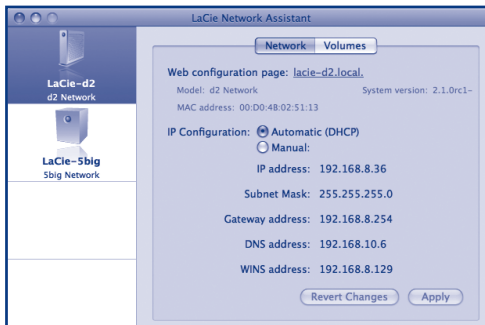 LaCie Network Assistant
LaCie-d2
d2 Network
LaCie-5big
5big Network
Network Volumes
Web configuration page: lacie-d2.local.
Model: d2 Network System version: 2.1.0rc1-
MAC address: 00:D0:4B:02:51:13
IP Configuration: Automatic (DHCP)
Manual:
IP address: 192.168.8.36
Subnet Mask: 255.255.255.0
Gateway address: 192.168.8.254
DNS address: 192.168.10.6
WINS address: 192.168.8.129
Revert Changes Apply